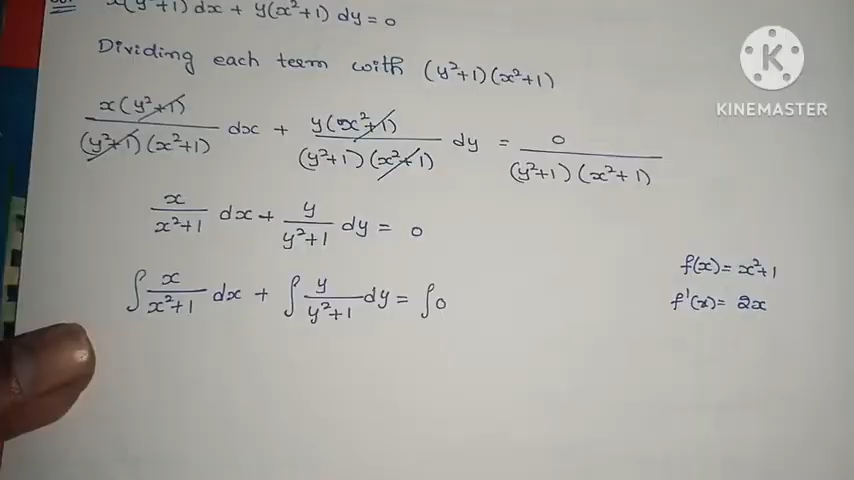 x(y²+1) dx + y(x²+1) dy = 0
Dividing each term with (y²+1)(x²+1)
x(y²+1)/(y²+1)(x²+1) dx + y(x²+1)/(y²+1)(x²+1) dy = 0/(y²+1)(x²+1)
x/x²+1 dx + y/y²+1 dy = 0
∫ x/x²+1 dx + ∫ y/y²+1 dy = ∫0
f(x) = x²+1
f'(x) = 2x
K
KINEMASTER